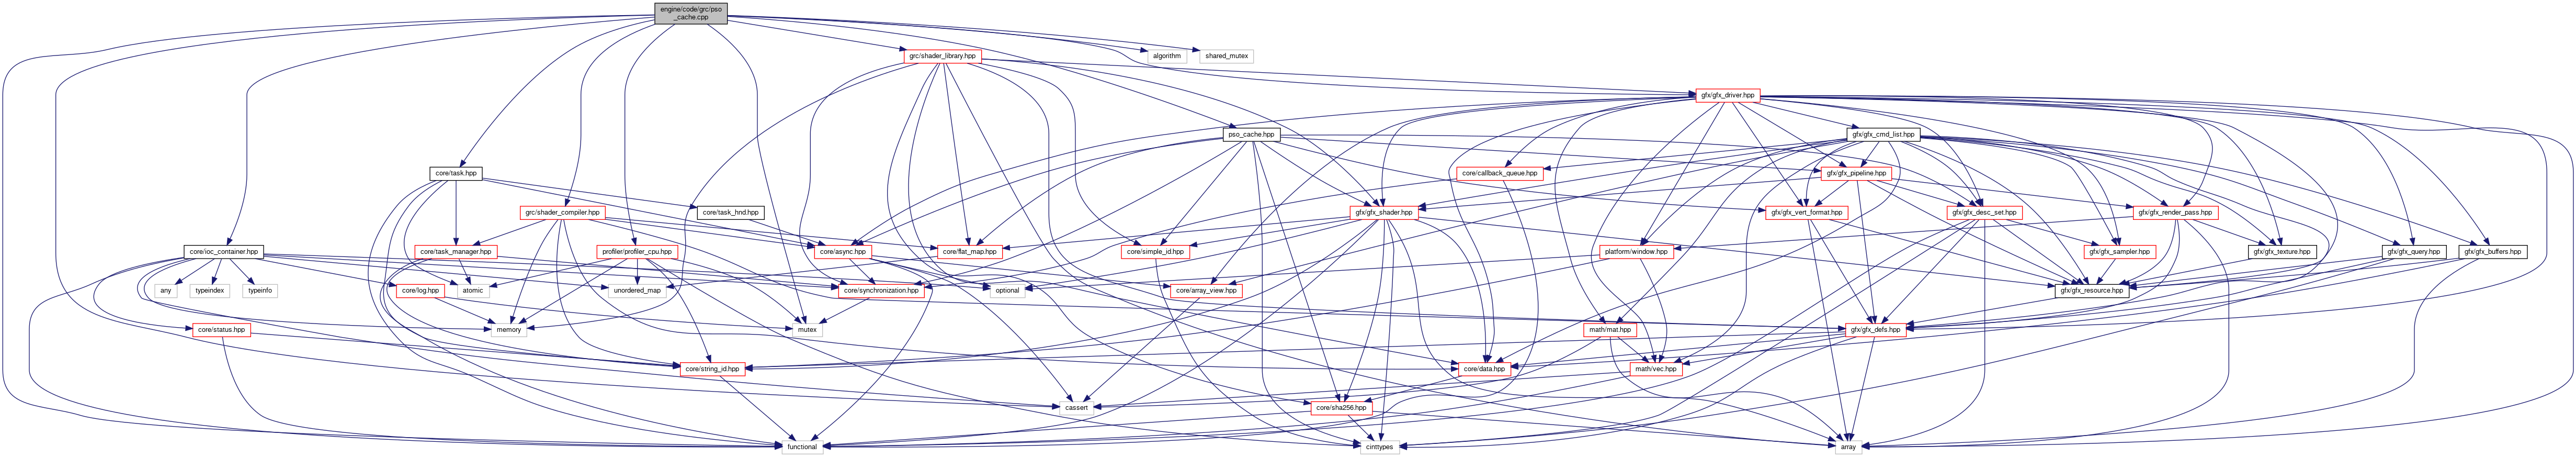 engine/code/grc/pso
_cache.cpp
grc/shader_library.hpp
algorithm
shared_mutex
gfx/gfx_driver.hpp
pso_cache.hpp
gfx/gfx_cmd_list.hpp
core/task.hpp
core/callback_queue.hpp
gfx/gfx_pipeline.hpp
grc/shader_compiler.hpp
core/task_hnd.hpp
gfx/gfx_shader.hpp
gfx/gfx_vert_format.hpp
gfx/gfx_desc_set.hpp
gfx/gfx_render_pass.hpp
core/ioc_container.hpp
core/task_manager.hpp
profiler/profiler_cpu.hpp
core/async.hpp
core/flat_map.hpp
core/simple_id.hpp
platform/window.hpp
gfx/gfx_sampler.hpp
gfx/gfx_texture.hpp
gfx/gfx_query.hpp
gfx/gfx_buffers.hpp
any
typeindex
typeinfo
core/log.hpp
atomic
unordered_map
core/synchronization.hpp
optional
core/array_view.hpp
gfx/gfx_resource.hpp
core/status.hpp
memory
mutex
math/mat.hpp
gfx/gfx_defs.hpp
core/string_id.hpp
core/data.hpp
math/vec.hpp
cassert
core/sha256.hpp
functional
cinttypes
array